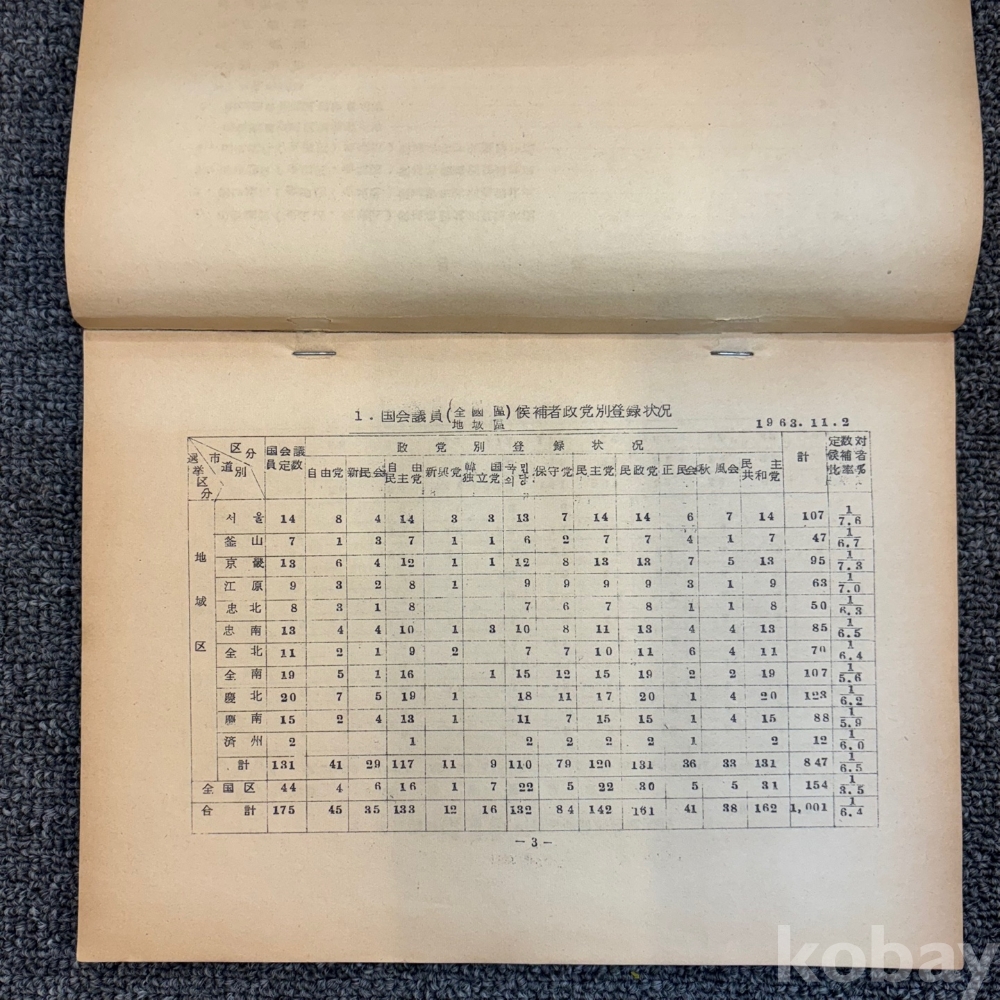 1. 国会議員(全國區 地域區)候補者政党別登録状况
1963.11.2
区分 市道別 選挙区分 国会議員定数 政党別登録状况 計 定数対候補者比率
自由党 新民会 自由民主党 新興党 韓国独立党 국민의당 保守党 民主党 民政党 正民会 秋風会 民主共和党
地域区
서울 14 8 4 14 3 3 13 7 14 14 6 7 14 107 1/7.6
釜山 7 1 3 7 1 1 6 2 7 7 4 1 7 47 1/6.7
京畿 13 6 4 12 1 1 12 8 13 13 7 5 13 95 1/7.3
江原 9 3 2 8 1 9 9 9 9 3 1 9 63 1/7.0
忠北 8 3 1 8 7 6 7 8 1 1 8 50 1/6.3
忠南 13 4 4 10 1 3 10 8 11 13 4 4 13 85 1/6.5
全北 11 2 1 9 2 7 7 10 11 6 4 11 70 1/6.4
全南 19 5 1 16 1 15 12 15 19 2 2 19 107 1/5.6
慶北 20 7 5 19 1 18 11 17 20 1 4 20 123 1/6.2
慶南 15 2 4 13 1 11 7 15 15 1 4 15 88 1/5.9
済州 2 1 2 2 2 2 1 2 12 1/6.0
計 131 41 29 117 11 9 110 79 120 131 36 33 131 847 1/6.5
全国区 44 4 6 16 1 7 22 5 22 30 5 5 31 154 1/3.5
合計 175 45 35 133 12 16 132 84 142 161 41 38 162 1,001 1/6.4
- 3 -
kobay